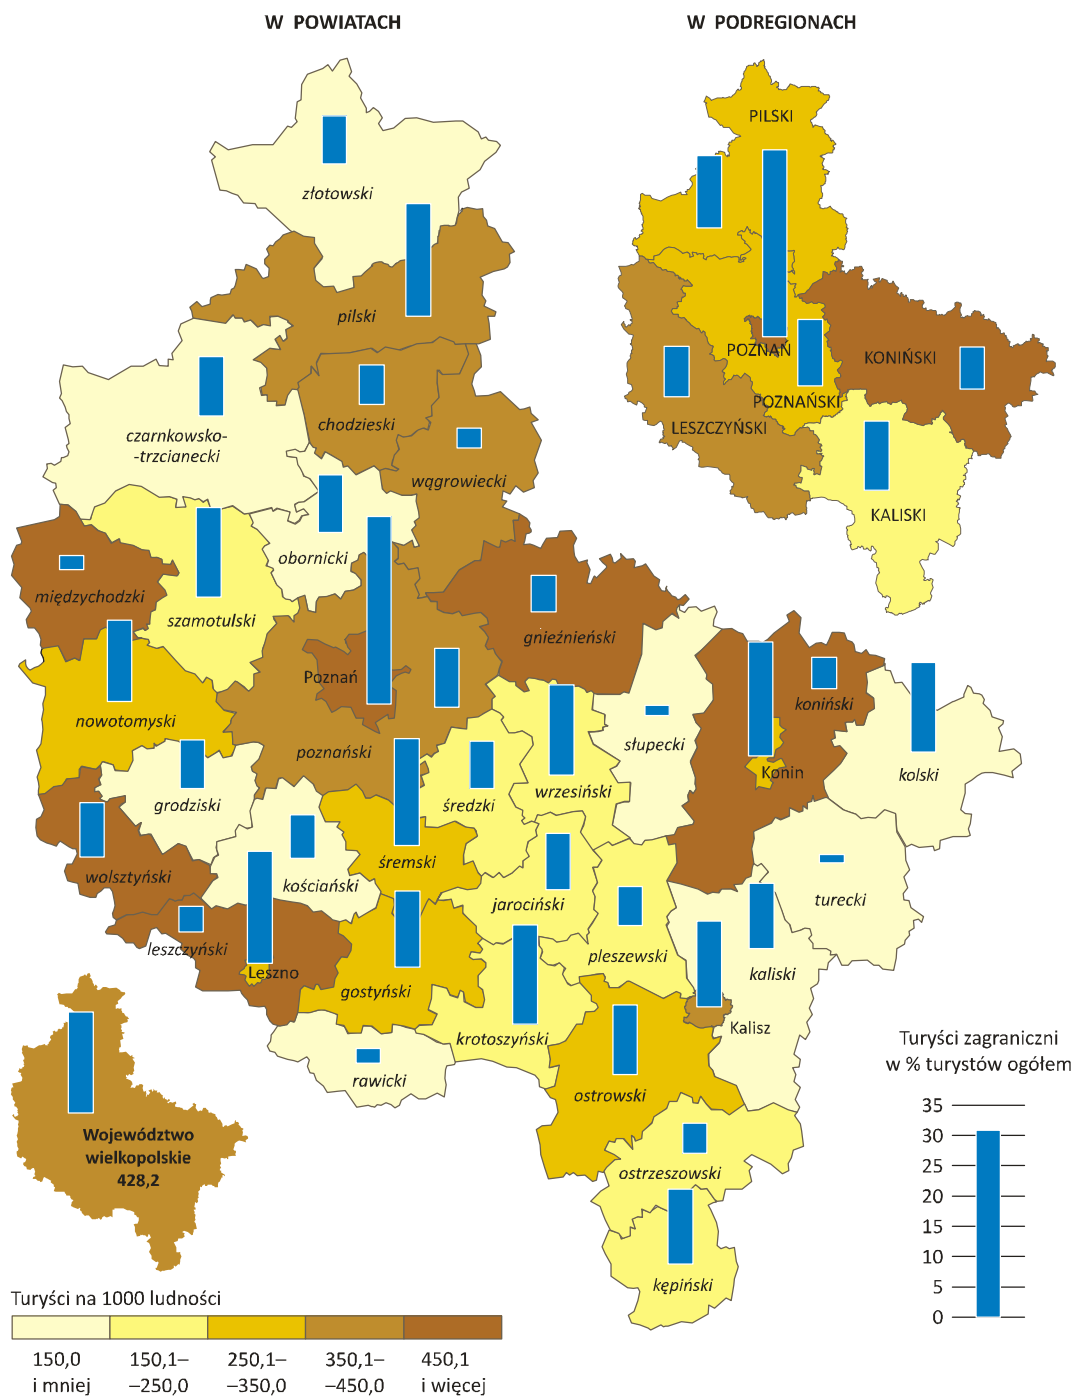 W POWIATACH
W PODREGIONACH
PILSKI
złotowski
pilski
POZNAŃ
KONIŃSKI
POZNAŃSKI
chodzieski
LESZCZYŃSKI
czarnkowsko-
-trzcianecki
wągrowiecki
KALISKI
obornicki
międzychodzki
szamotulski
gnieźnieński
Poznań
koniński
nowotomyski
słupecki
poznański
Konin
kolski
grodziski
średzki
wrzesiński
śremski
wolsztyński
kościański
turecki
jarociński
leszczyński
pleszewski
Leszno
kaliski
gostyński
Kalisz
krotoszyński
rawicki
ostrowski
Województwo
wielkopolskie
428,2
ostrzeszowski
kępiński
Turyści zagraniczni
w % turystów ogółem
35
30
25
20
15
10
5
0
Turyści na 1000 ludności
150,0 150,1– 250,1– 350,1– 450,1
i mniej –250,0 –350,0 –450,0 i więcej